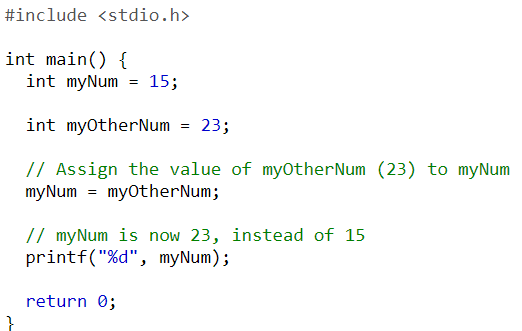 #include <stdio.h>
int main() {
  int myNum = 15;
  int myOtherNum = 23;
  // Assign the value of myOtherNum (23) to myNum
  myNum = myOtherNum;
  // myNum is now 23, instead of 15
  printf("%d", myNum);
  return 0;
}